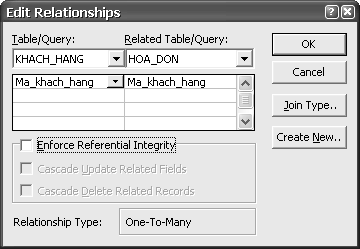 Edit Relationships
Table/Query: Related Table/Query:
KHACH_HANG HOA_DON
Ma_khach_hang Ma_khach_hang
Enforce Referential Integrity
Cascade Update Related Fields
Cascade Delete Related Records
Relationship Type: One-To-Many
OK
Cancel
Join Type..
Create New..